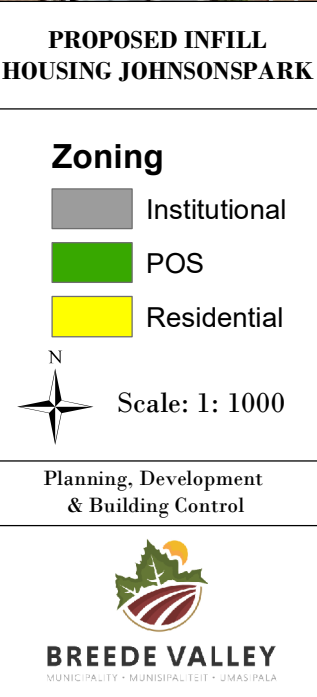 PROPOSED INFILL
HOUSING JOHNSONSPARK
Zoning
Institutional
POS
Residential
N
Scale: 1: 1000
Planning, Development
& Building Control
BREEDE VALLEY
MUNICIPALITY • MUNISIPALITEIT • UMASIPALA